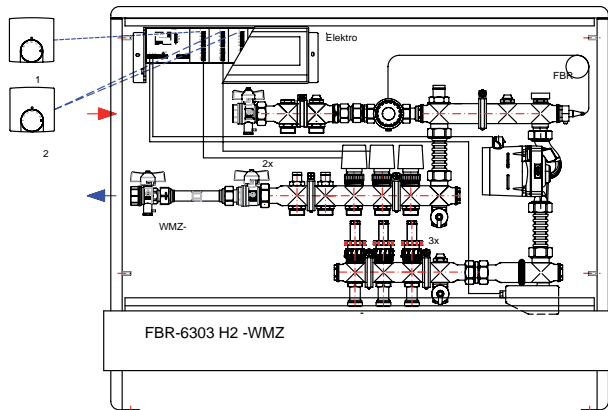 Elektro
FBR
1
2
2x
WMZ-
3x
FBR-6303 H2 -WMZ